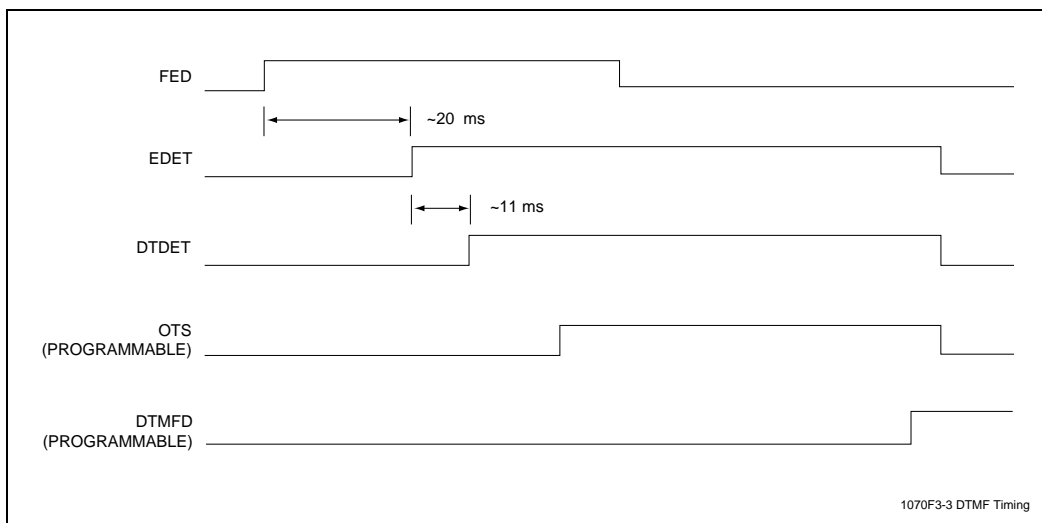 FED
~20 ms
EDET
~11 ms
DTDET
OTS
(PROGRAMMABLE)
DTMFD
(PROGRAMMABLE)
1070F3-3 DTMF Timing